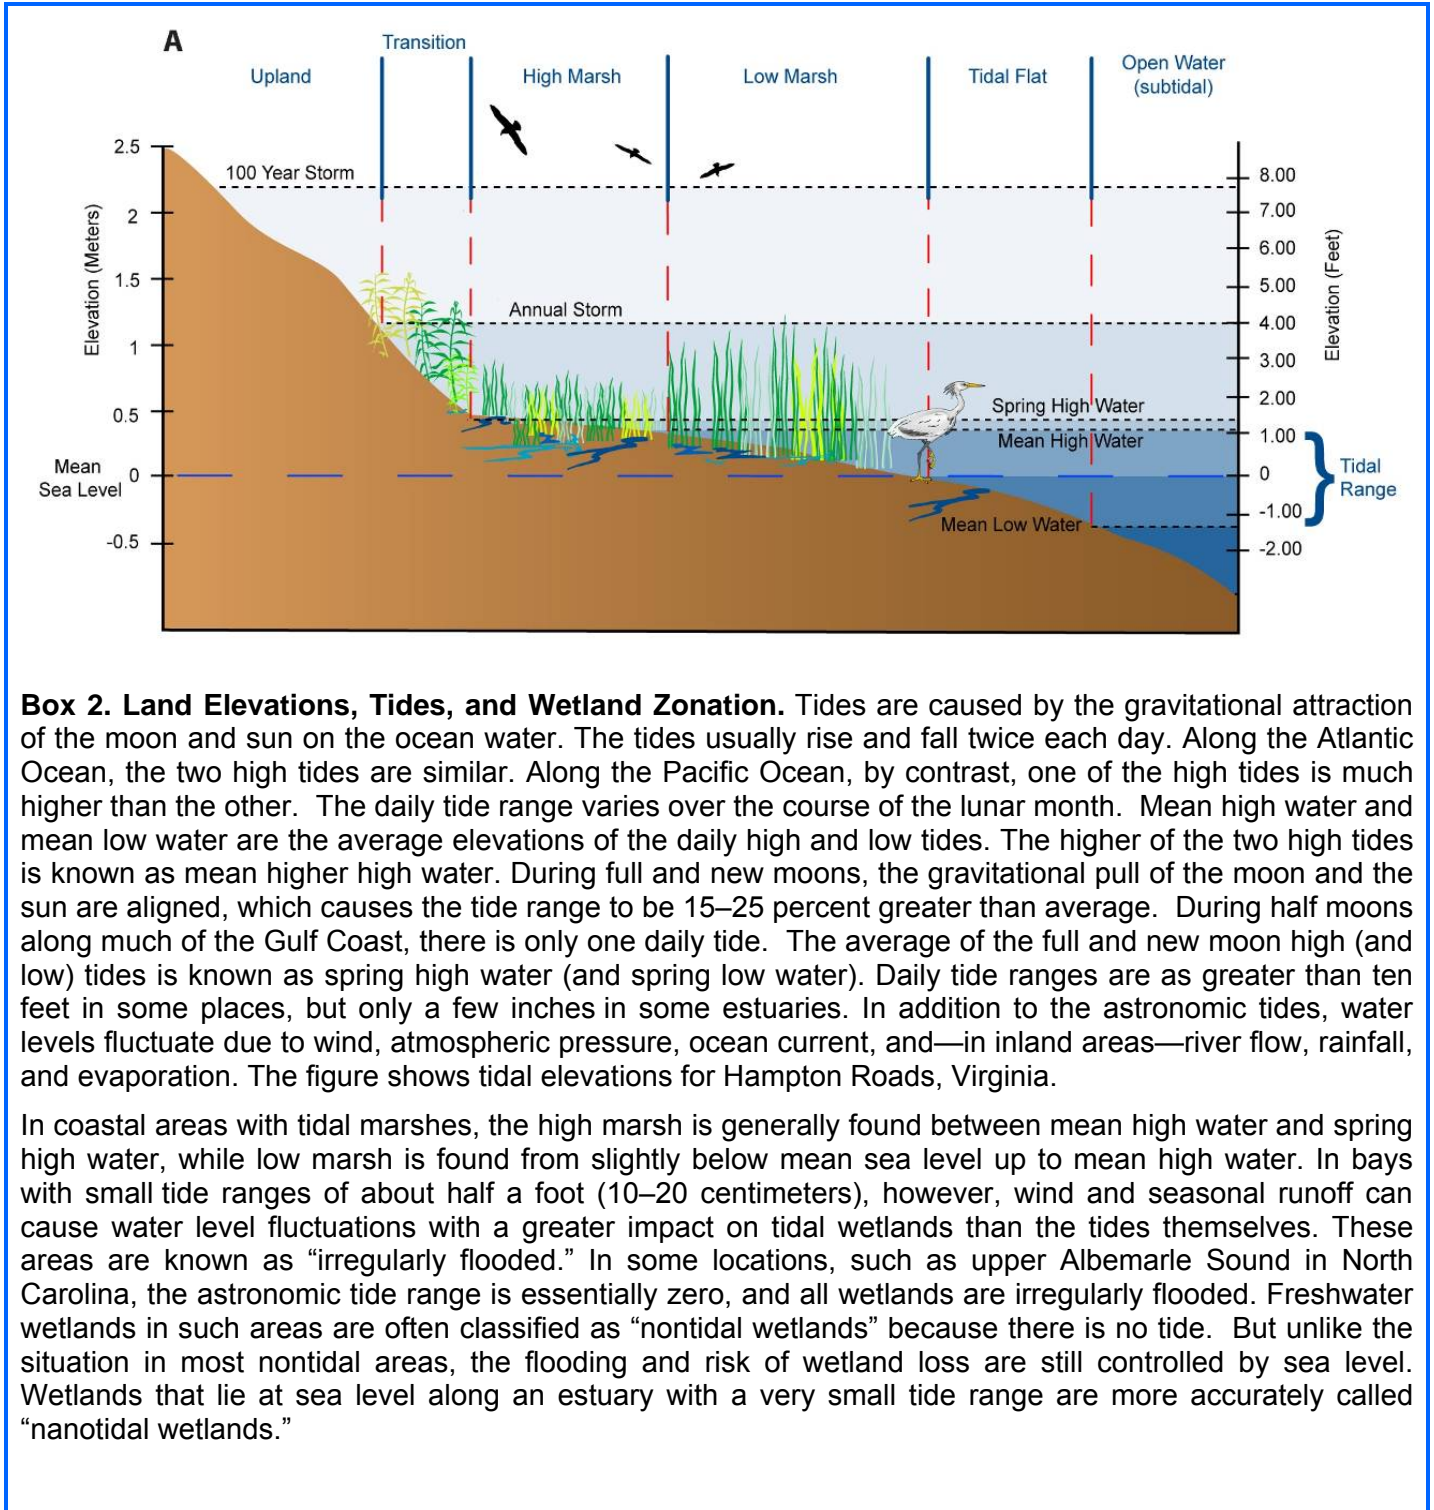 A
Transition
Upland
High Marsh
Low Marsh
Tidal Flat
Open Water
(subtidal)
2.5
100 Year Storm
8.00
2
7.00
6.00
1.5
5.00
Annual Storm
4.00
Elevation (Meters)
Elevation (Feet)
1
3.00
2.00
0.5
Spring High Water
1.00
Mean High Water
Mean
Sea Level
0
0
Tidal
Range
-1.00
Mean Low Water
-0.5
-2.00
Box 2. Land Elevations, Tides, and Wetland Zonation. Tides are caused by the gravitational attraction
of the moon and sun on the ocean water. The tides usually rise and fall twice each day. Along the Atlantic
Ocean, the two high tides are similar. Along the Pacific Ocean, by contrast, one of the high tides is much
higher than the other. The daily tide range varies over the course of the lunar month. Mean high water and
mean low water are the average elevations of the daily high and low tides. The higher of the two high tides
is known as mean higher high water. During full and new moons, the gravitational pull of the moon and the
sun are aligned, which causes the tide range to be 15–25 percent greater than average. During half moons
along much of the Gulf Coast, there is only one daily tide. The average of the full and new moon high (and
low) tides is known as spring high water (and spring low water). Daily tide ranges are as greater than ten
feet in some places, but only a few inches in some estuaries. In addition to the astronomic tides, water
levels fluctuate due to wind, atmospheric pressure, ocean current, and—in inland areas—river flow, rainfall,
and evaporation. The figure shows tidal elevations for Hampton Roads, Virginia.
In coastal areas with tidal marshes, the high marsh is generally found between mean high water and spring
high water, while low marsh is found from slightly below mean sea level up to mean high water. In bays
with small tide ranges of about half a foot (10–20 centimeters), however, wind and seasonal runoff can
cause water level fluctuations with a greater impact on tidal wetlands than the tides themselves. These
areas are known as “irregularly flooded.” In some locations, such as upper Albemarle Sound in North
Carolina, the astronomic tide range is essentially zero, and all wetlands are irregularly flooded. Freshwater
wetlands in such areas are often classified as “nontidal wetlands” because there is no tide. But unlike the
situation in most nontidal areas, the flooding and risk of wetland loss are still controlled by sea level.
Wetlands that lie at sea level along an estuary with a very small tide range are more accurately called
“nanotidal wetlands.”